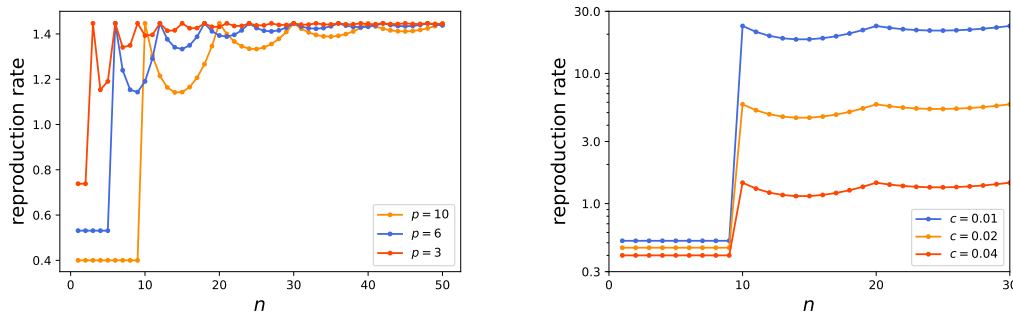 reproduction rate
1.4
1.2
1.0
0.8
0.6
0.4
0
10
20
30
40
50
n
p = 10
p = 6
p = 3
reproduction rate
30.0
10.0
3.0
1.0
0.3
0
10
20
30
n
c = 0.01
c = 0.02
c = 0.04